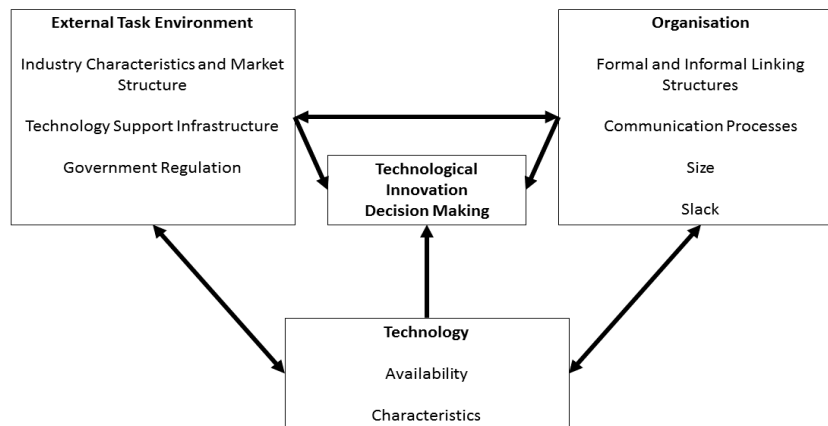 External Task Environment
Industry Characteristics and Market
Structure
Technology Support Infrastructure
Government Regulation
Organisation
Formal and Informal Linking
Structures
Communication Processes
Size
Slack
Technological
Innovation
Decision Making
Technology
Availability
Characteristics